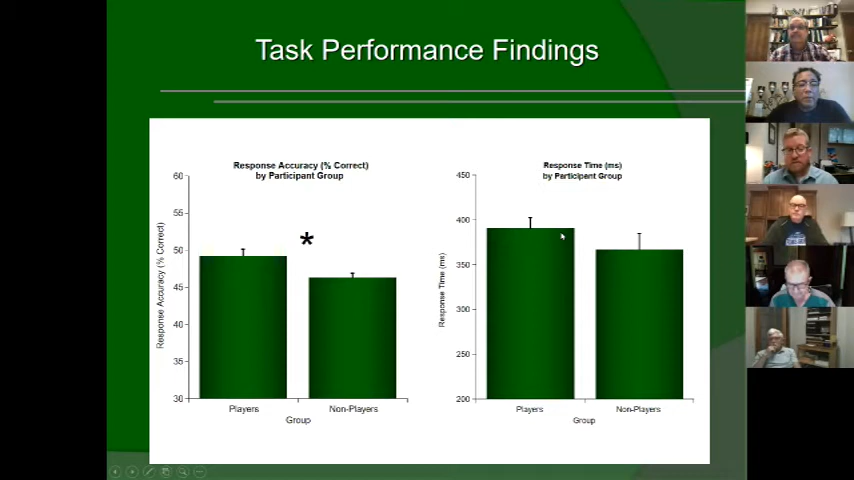 Task Performance Findings
Response Accuracy (% Correct)
by Participant Group
Response Accuracy (% Correct)
60
55
50
45
40
35
30
*
Players
Non-Players
Group
Response Time (ms)
by Participant Group
Response Time (ms)
450
400
350
300
250
200
Players
Non-Players
Group